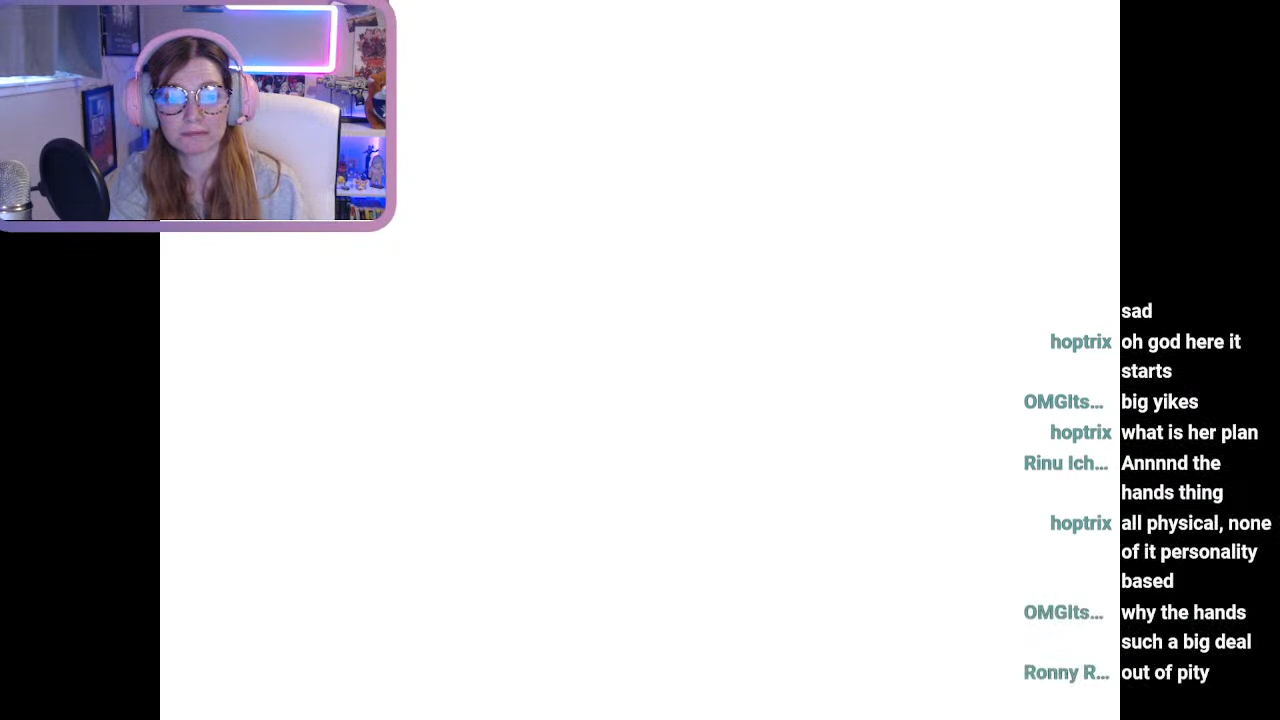 sad
hoptrix oh god here it
starts
OMGIts... big yikes
hoptrix what is her plan
Rinu Ich... Annnnd the
hands thing
hoptrix all physical, none
of it personality
based
OMGIts... why the hands
such a big deal
Ronny R... out of pity